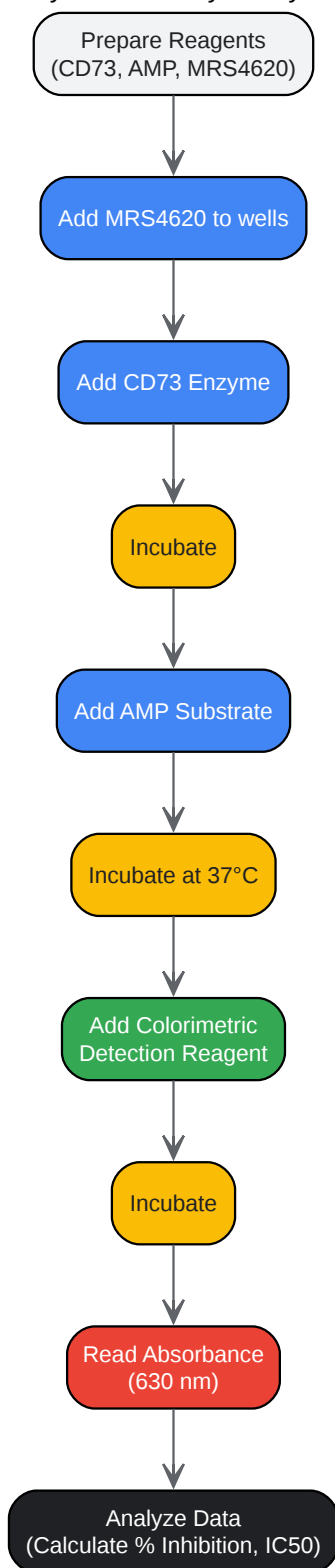 Prepare Reagents
(CD73, AMP, MRS4620)
Add MRS4620 to wells
Add CD73 Enzyme
Incubate
Add AMP Substrate
Incubate at 37°C
Add Colorimetric
Detection Reagent
Incubate
Read Absorbance
(630 nm)
Analyze Data
(Calculate % Inhibition, IC50)